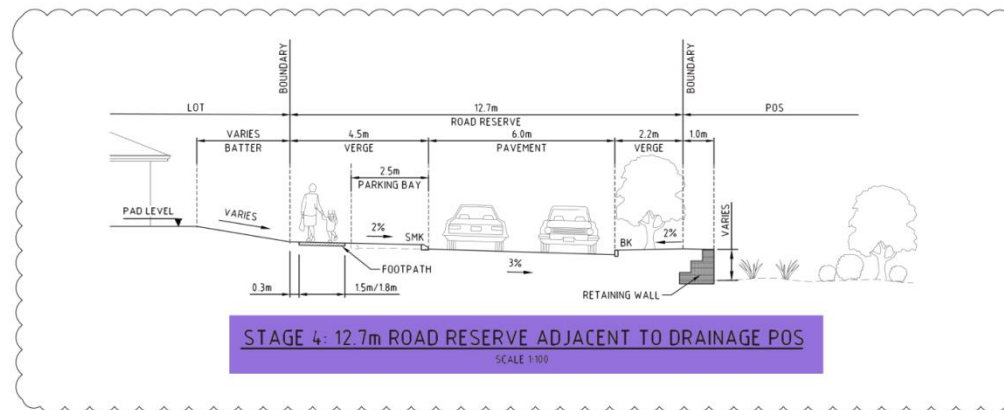 BOUNDARY
BOUNDARY
LOT
12.7m
POS
ROAD RESERVE
VARIES
4.5m
6.0m
2.2m
1.0m
BATTER
VERGE
PAVEMENT
VERGE
2.5m
PARKING BAY
PAD LEVEL
VARIES
2%
SMK
BK
2%
VARIES
FOOTPATH
3%
0.3m
1.5m/1.8m
RETAINING WALL
STAGE 4: 12.7m ROAD RESERVE ADJACENT TO DRAINAGE POS
SCALE 1:100